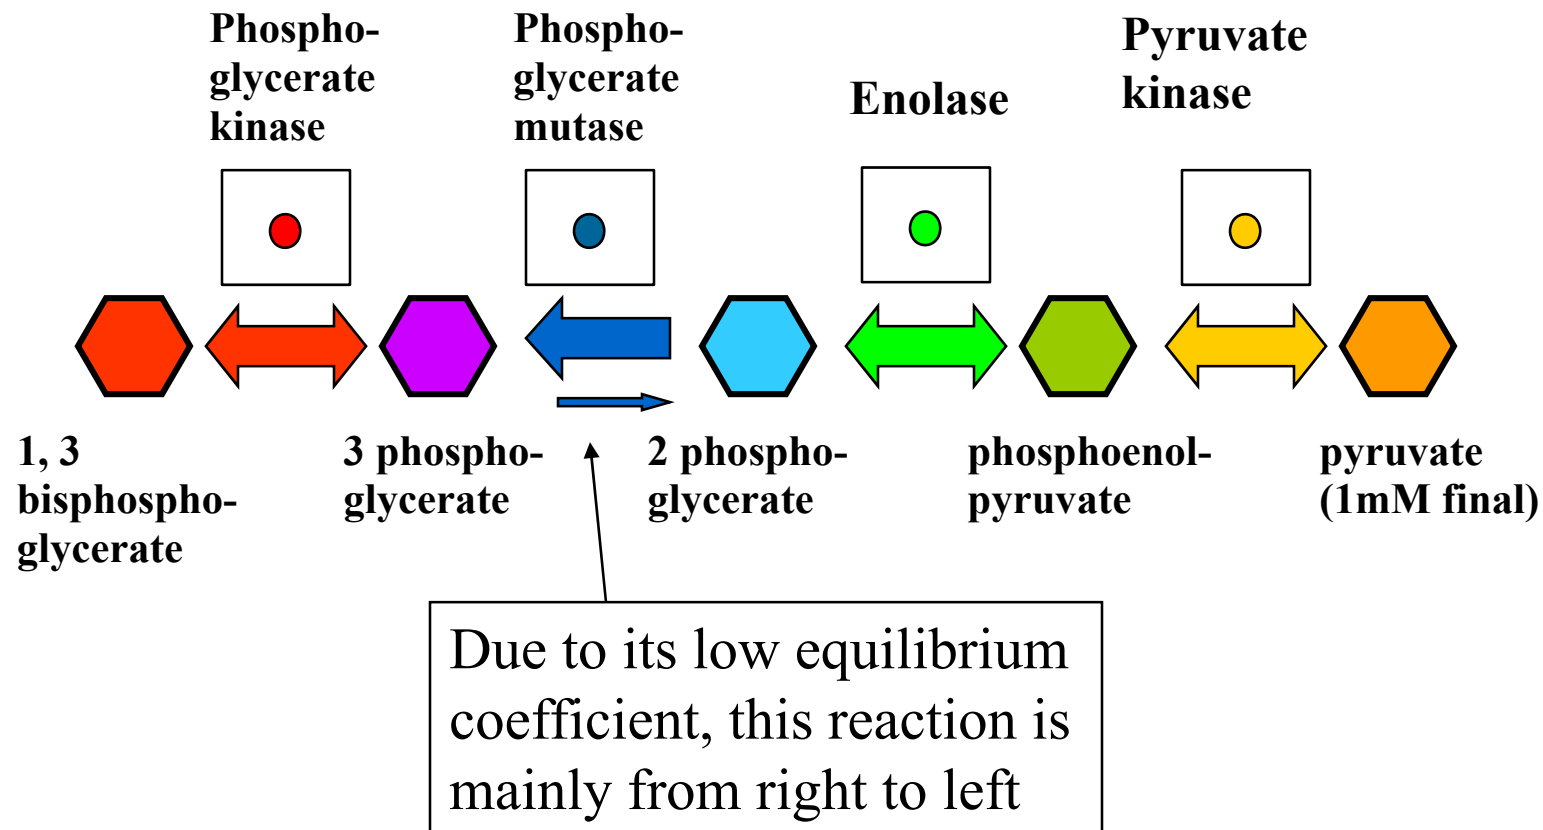 Phospho-
glycerate
kinase
Phospho-
glycerate
mutase
Enolase
Pyruvate
kinase
1, 3
bisphospho-
glycerate
3 phospho-
glycerate
2 phospho-
glycerate
phosphoenol-
pyruvate
pyruvate
(1mM final)
Due to its low equilibrium
coefficient, this reaction is
mainly from right to left